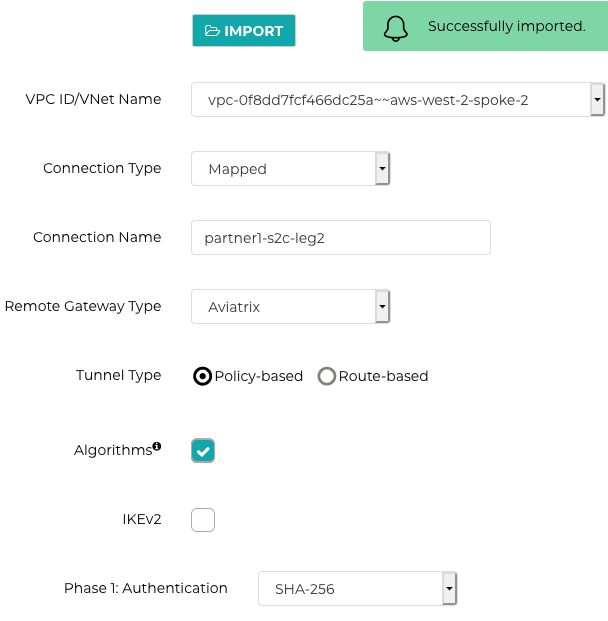 IMPORT
Successfully imported.
VPC ID/VNet Name vpc-0f8dd7fcf466dc25a~~aws-west-2-spoke-2
Connection Type Mapped
Connection Name partner1-s2c-leg2
Remote Gateway Type Aviatrix
Tunnel Type Policy-based Route-based
Algorithms
IKEv2
Phase 1: Authentication SHA-256